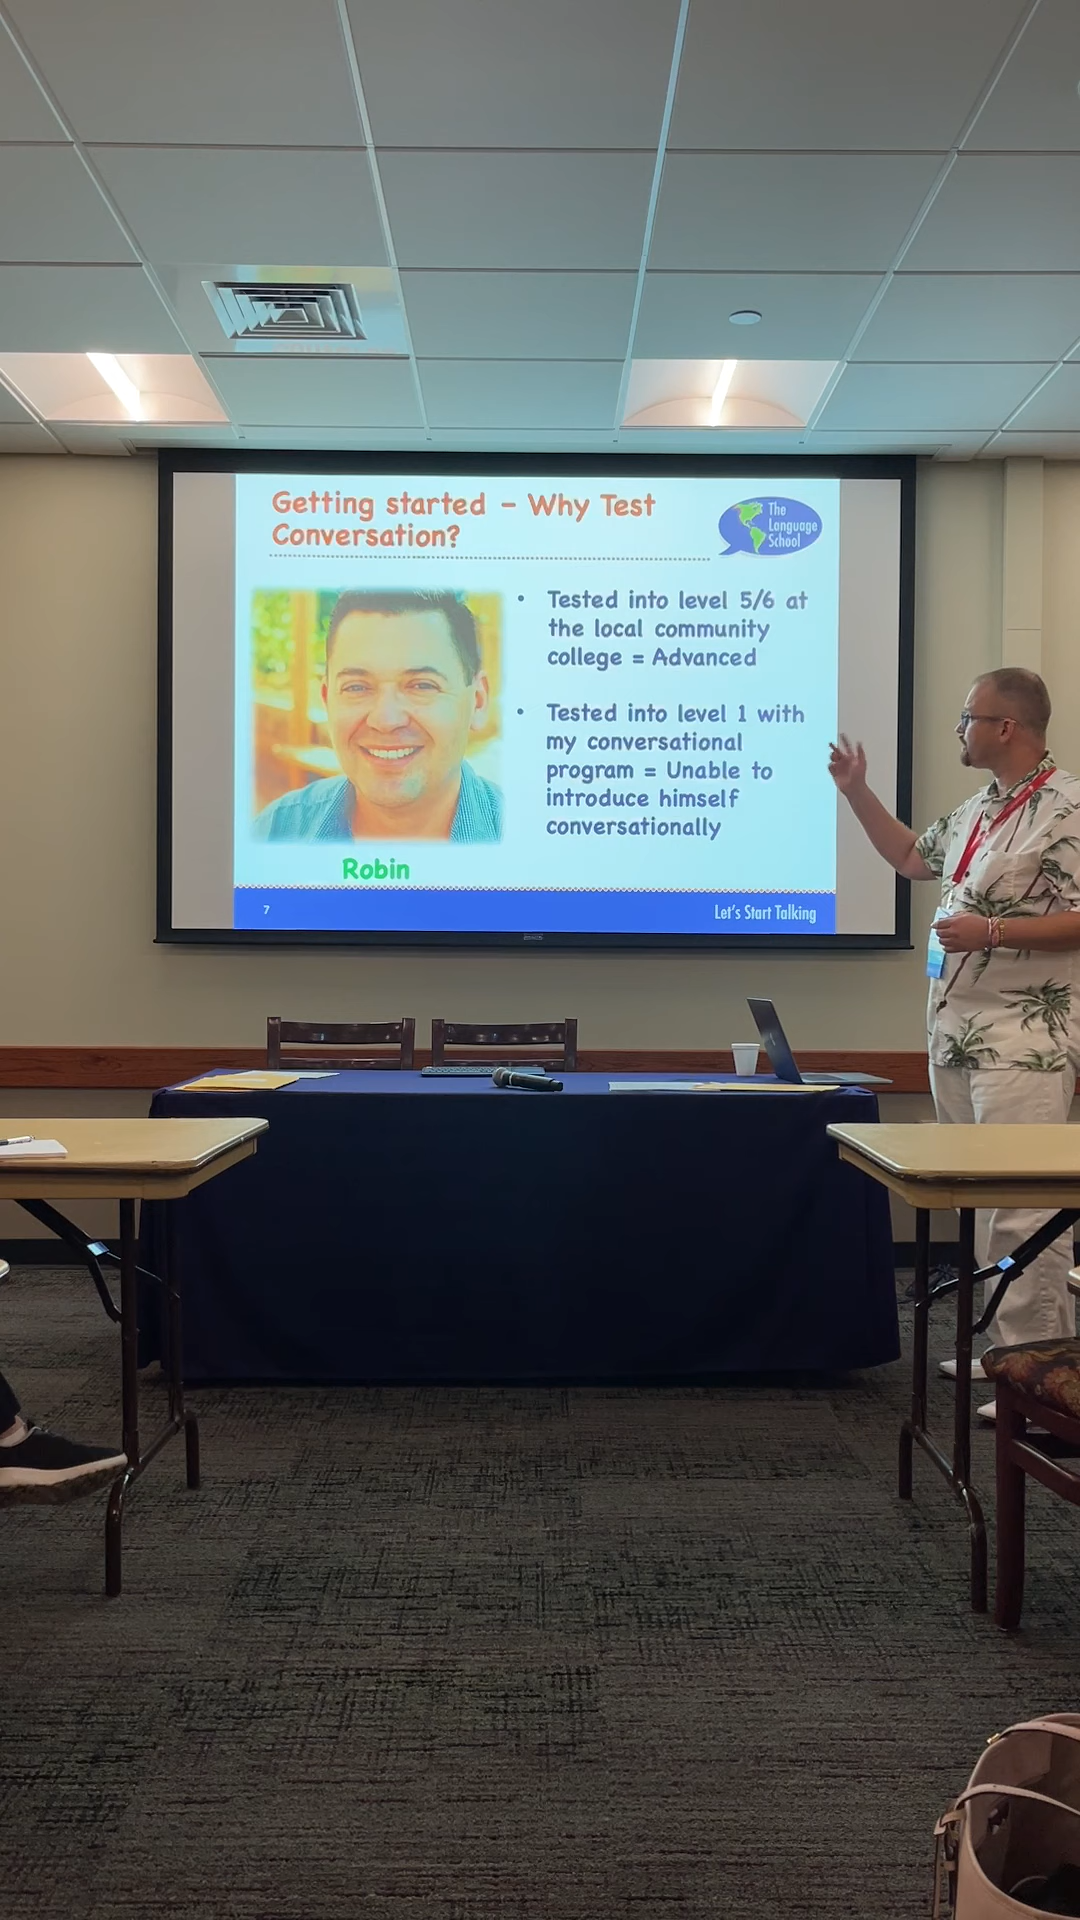 Getting started – Why Test
Conversation?
The
Language
School
• Tested into level 5/6 at
the local community
college = Advanced
• Tested into level 1 with
my conversational
program = Unable to
introduce himself
conversationally
Robin
7
Let's Start Talking